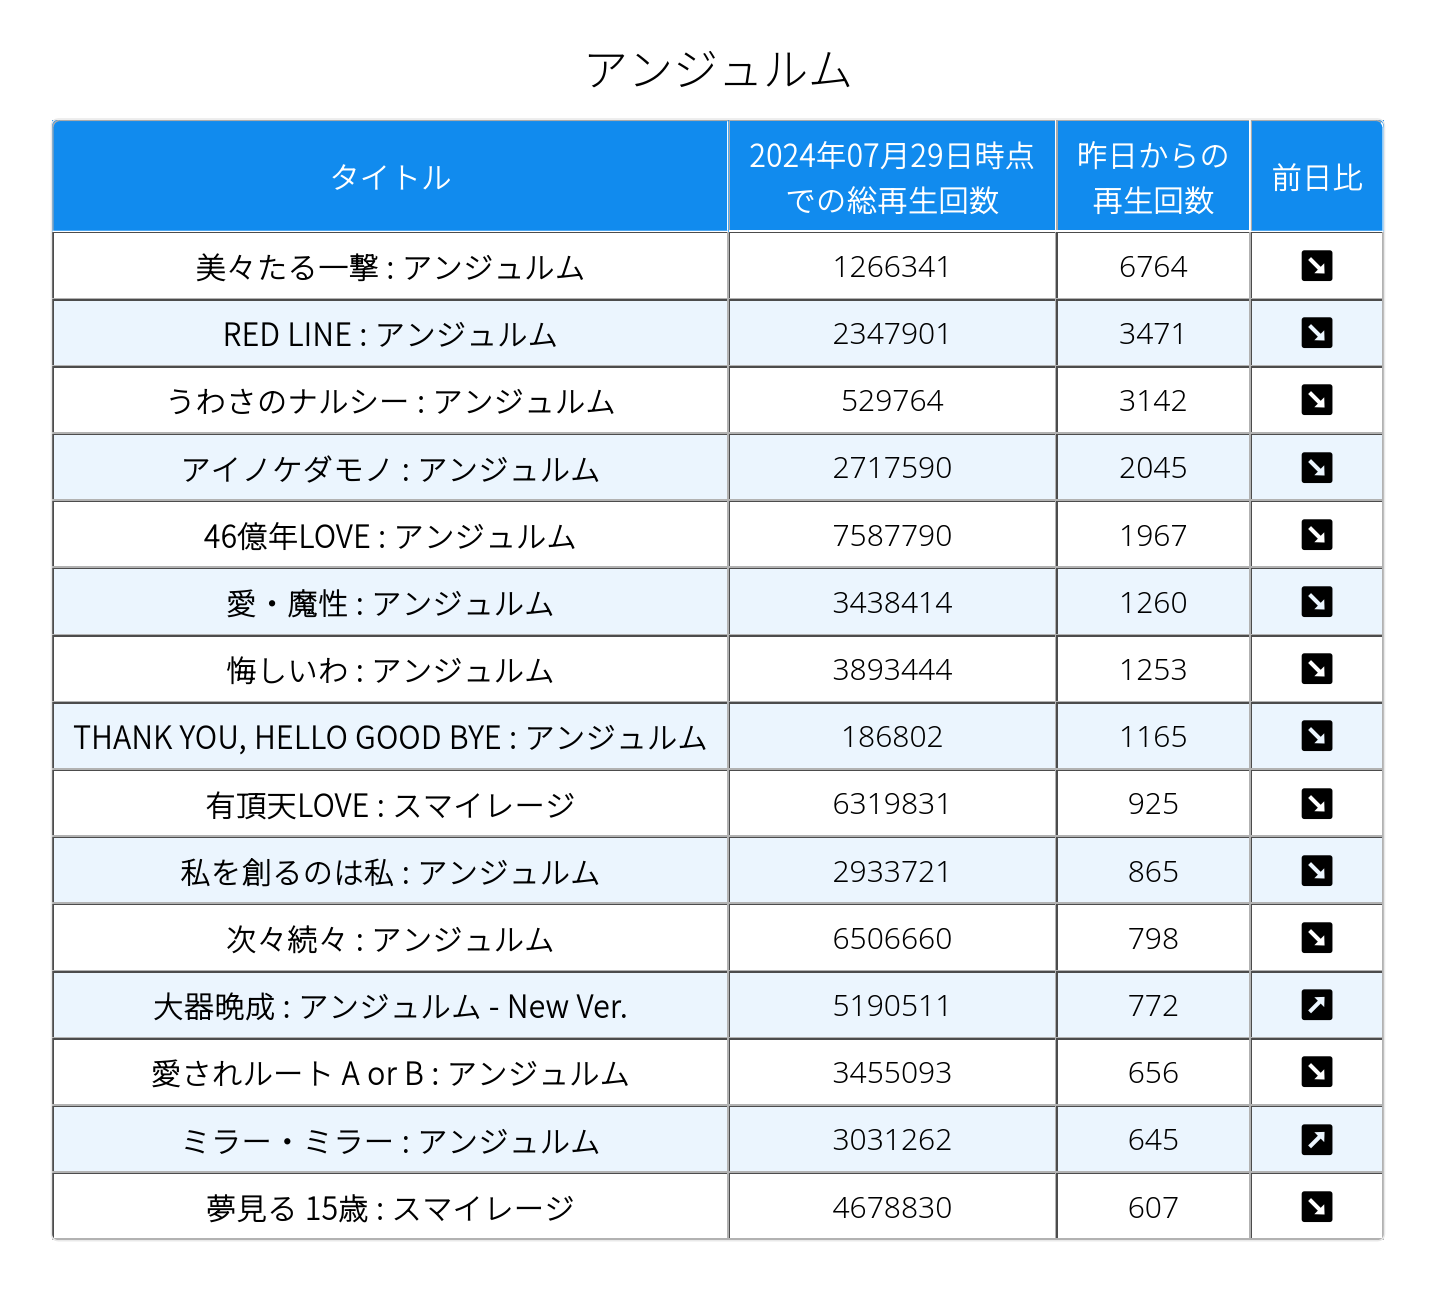 アンジュルム
タイトル 2024年07月29日時点での総再生回数 昨日からの再生回数 前日比
美々たる一撃 : アンジュルム 1266341 6764 ↘
RED LINE : アンジュルム 2347901 3471 ↘
うわさのナルシー : アンジュルム 529764 3142 ↘
アイノケダモノ : アンジュルム 2717590 2045 ↘
46億年LOVE : アンジュルム 7587790 1967 ↘
愛・魔性 : アンジュルム 3438414 1260 ↘
悔しいわ : アンジュルム 3893444 1253 ↘
THANK YOU, HELLO GOOD BYE : アンジュルム 186802 1165 ↘
有頂天LOVE : スマイレージ 6319831 925 ↘
私を創るのは私 : アンジュルム 2933721 865 ↘
次々続々 : アンジュルム 6506660 798 ↘
大器晩成 : アンジュルム - New Ver. 5190511 772 ↗
愛されルート A or B : アンジュルム 3455093 656 ↘
ミラー・ミラー : アンジュルム 3031262 645 ↗
夢見る 15歳 : スマイレージ 4678830 607 ↘